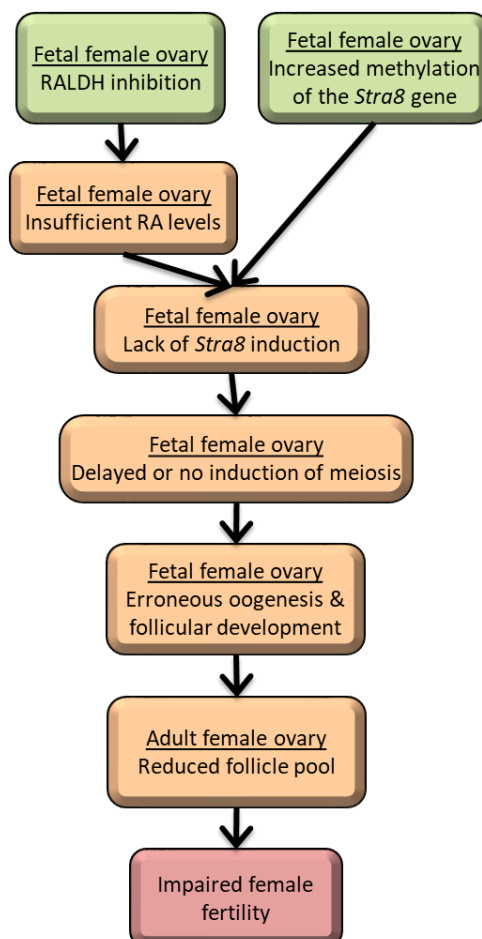 Fetal female ovary
RALDH inhibition
Fetal female ovary
Increased methylation
of the Stra8 gene
Fetal female ovary
Insufficient RA levels
Fetal female ovary
Lack of Stra8 induction
Fetal female ovary
Delayed or no induction of meiosis
Fetal female ovary
Erroneous oogenesis &
follicular development
Adult female ovary
Reduced follicle pool
Impaired female
fertility